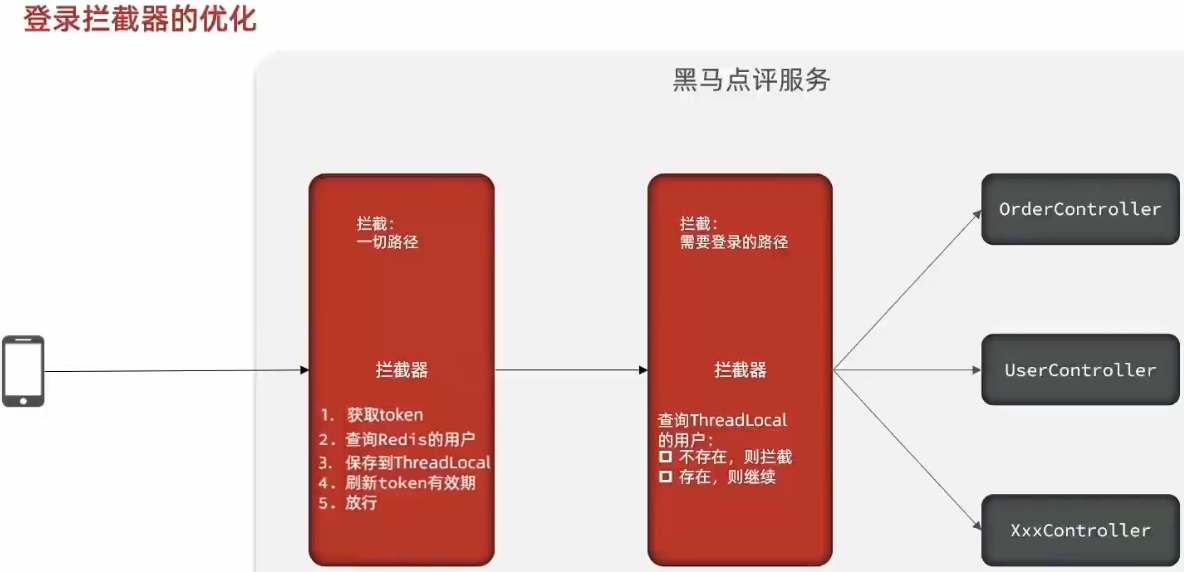 登录拦截器的优化
黑马点评服务
拦截：
一切路径
拦截器
1. 获取token
2. 查询Redis的用户
3. 保存到ThreadLocal
4. 刷新token有效期
5. 放行
拦截：
需要登录的路径
拦截器
查询ThreadLocal
的用户：
不存在，则拦截
存在，则继续
OrderController
UserController
XxxController